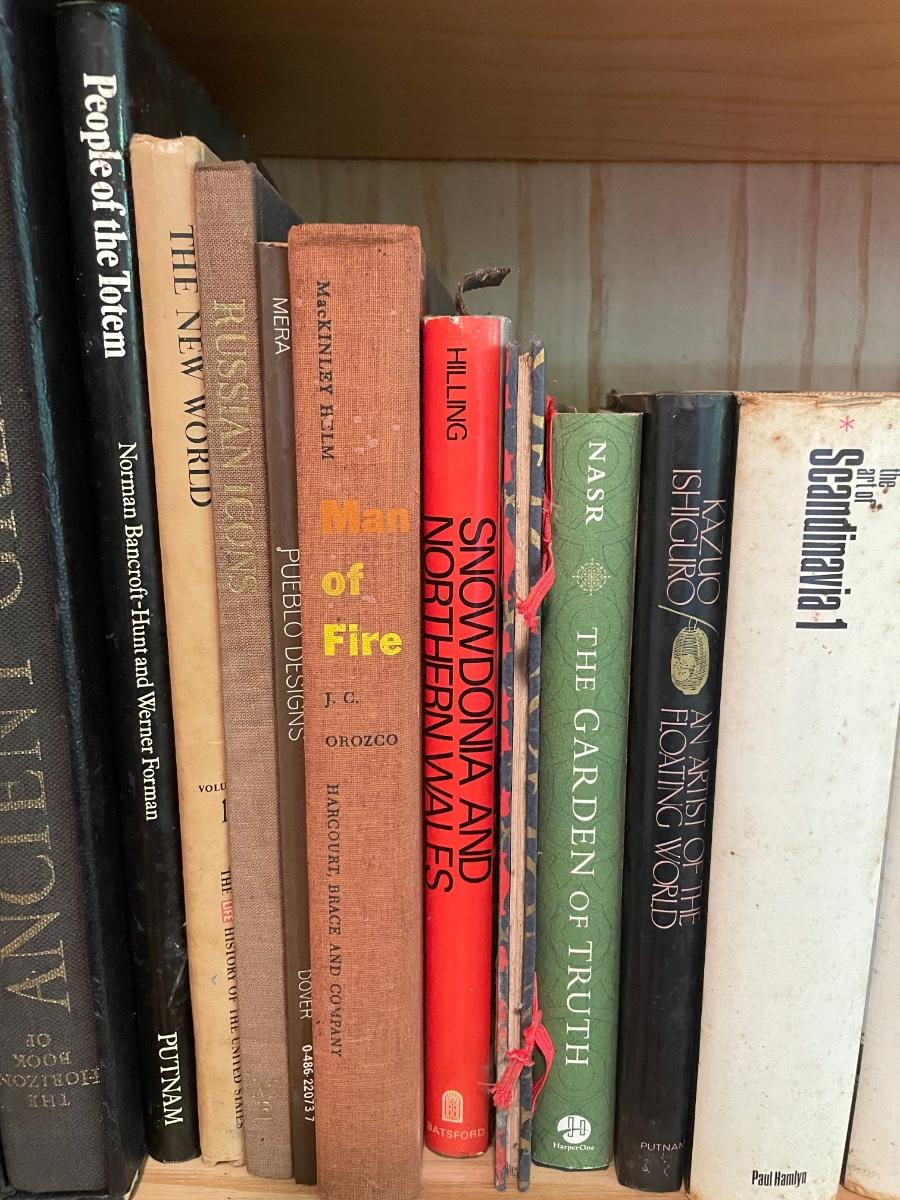 THE
HORIZON
BOOK
OF
ANCIENT
People of the Totem
Norman Bancroft-Hunt and Werner Forman
PUTNAM
THE NEW WORLD
THE LIFE HISTORY OF THE UNITED STATES
RUSSIAN ICONS
MERA
PUEBLO DESIGNS
DOVER
0-486-22073-7
MacKINLEY HELM
Man
of
Fire
J. C.
OROZCO
HARCOURT, BRACE AND COMPANY
HILLING
SNOWDONIA AND
NORTHERN WALES
BATSFORD
NASR
THE GARDEN OF TRUTH
HarperOne
KAZUO
ISHIGURO/
AN ARTIST OF THE
FLOATING WORLD
PUTNAM
*
the
art of
Scandinavia 1
Paul Hamlyn